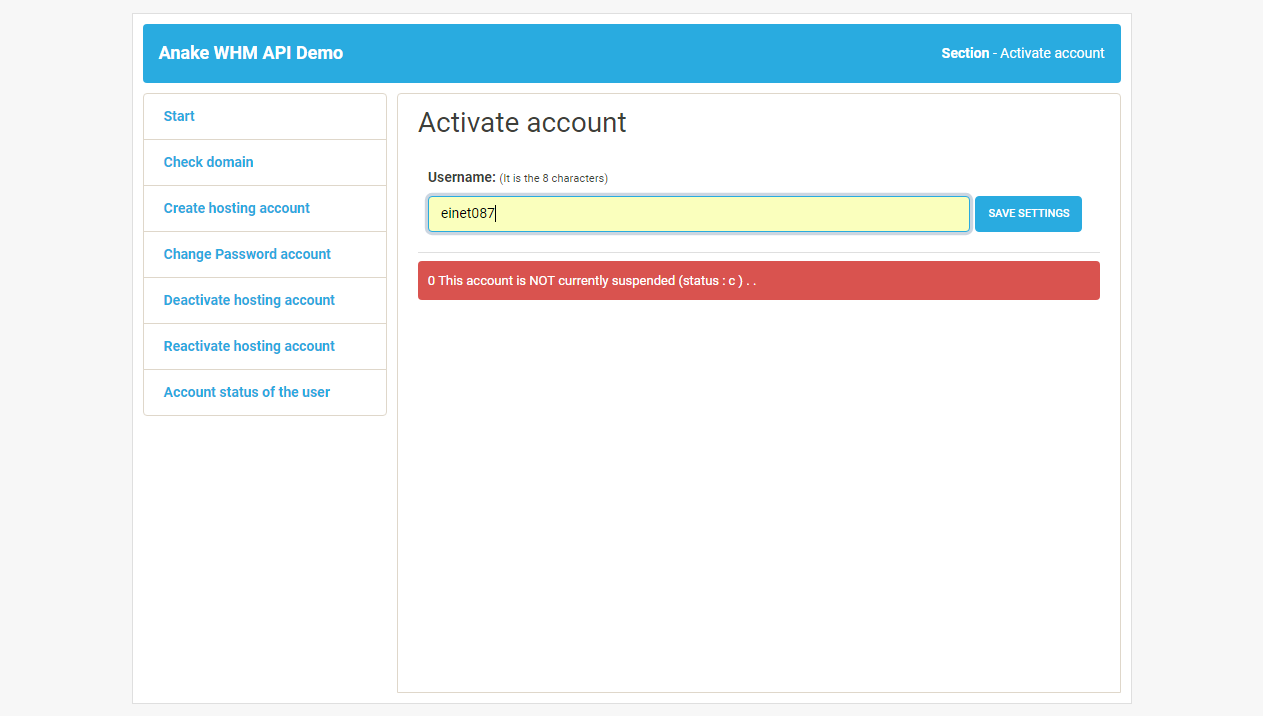 Anake WHM API Demo
Section - Activate account
Start
Check domain
Create hosting account
Change Password account
Deactivate hosting account
Reactivate hosting account
Account status of the user
Activate account
Username: (It is the 8 characters)
einet087
SAVE SETTINGS
0 This account is NOT currently suspended (status : c ) . .